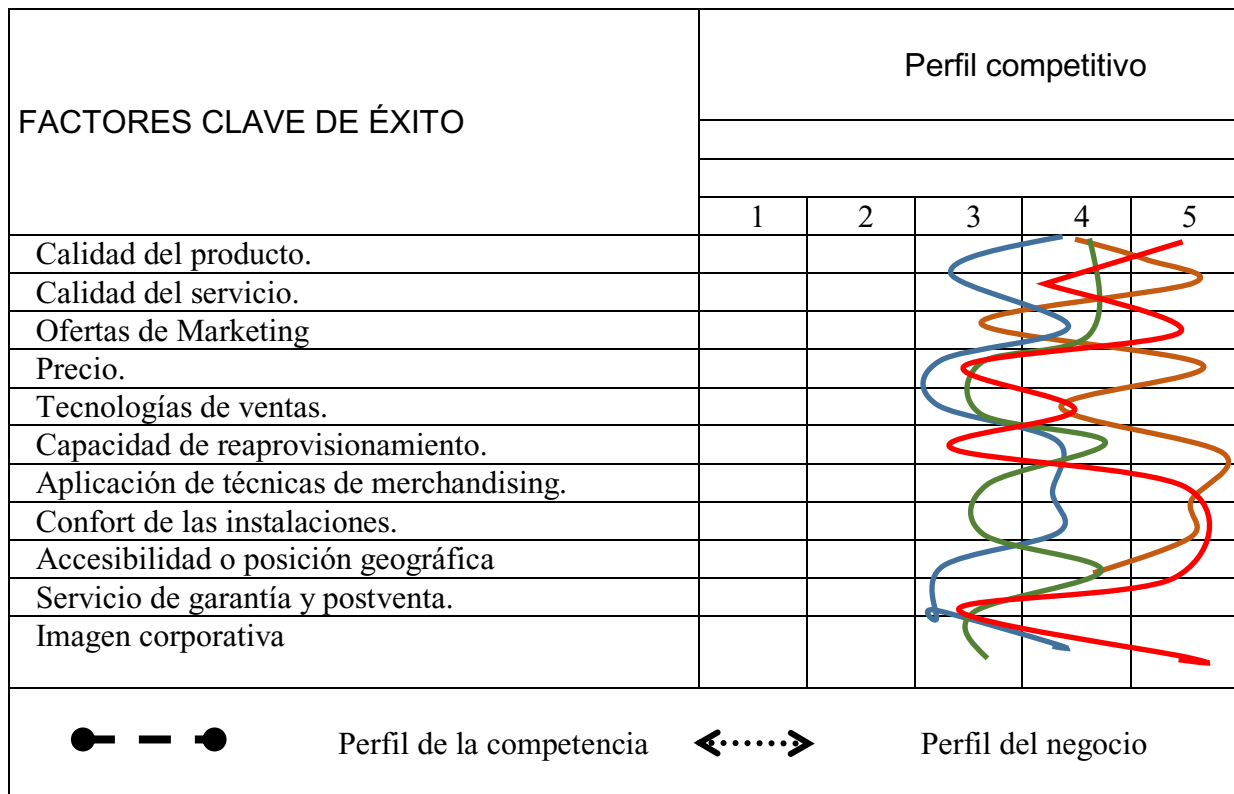 Perfil competitivo
FACTORES CLAVE DE ÉXITO
1 2 3 4 5
Calidad del producto.
Calidad del servicio.
Ofertas de Marketing
Precio.
Tecnologías de ventas.
Capacidad de reaprovisionamiento.
Aplicación de técnicas de merchandising.
Confort de las instalaciones.
Accesibilidad o posición geográfica
Servicio de garantía y postventa.
Imagen corporativa
Perfil de la competencia Perfil del negocio